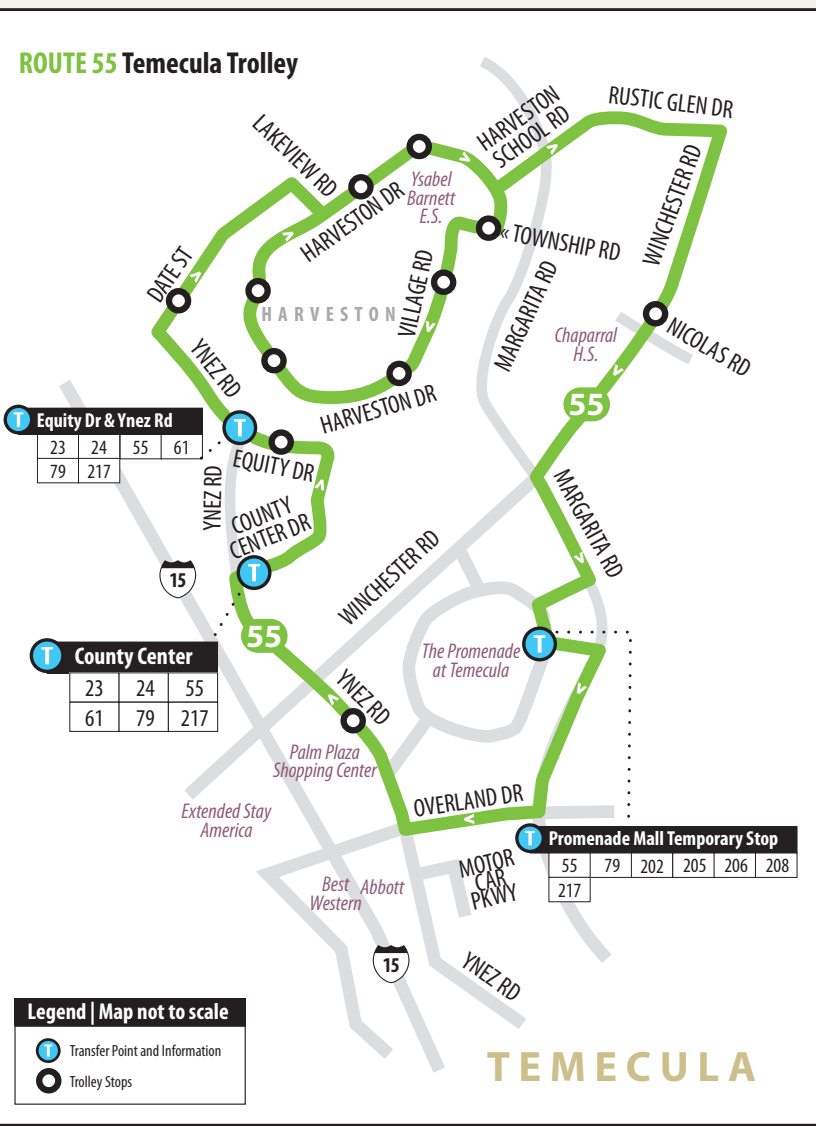 ROUTE 55 Temecula Trolley
RUSTIC GLEN DR
HARVESTON
SCHOOL RD
LAKEVIEW RD
WINCHESTER RD
Ysabel
Barnett
E.S.
HARVESTON DR
« TOWNSHIP RD
DATE ST
VILLAGE RD
MARGARITA RD
HARVESTON
Chaparral
H.S.
NICOLAS RD
YNEZ RD
HARVESTON DR
55
T Equity Dr & Ynez Rd
23 24 55 61
79 217
T
EQUITY DR
YNEZ RD
COUNTY
CENTER DR
MARGARITA RD
WINCHESTER RD
15
T
55
T County Center
23 24 55
61 79 217
The Promenade
at Temecula
T
YNEZ RD
Palm Plaza
Shopping Center
Extended Stay
America
OVERLAND DR
T Promenade Mall Temporary Stop
55 79 202 205 206 208
217
MOTOR
CAR
PKWY
Best
Western
Abbott
15
YNEZ RD
Legend | Map not to scale
T Transfer Point and Information
Trolley Stops
TEMECULA